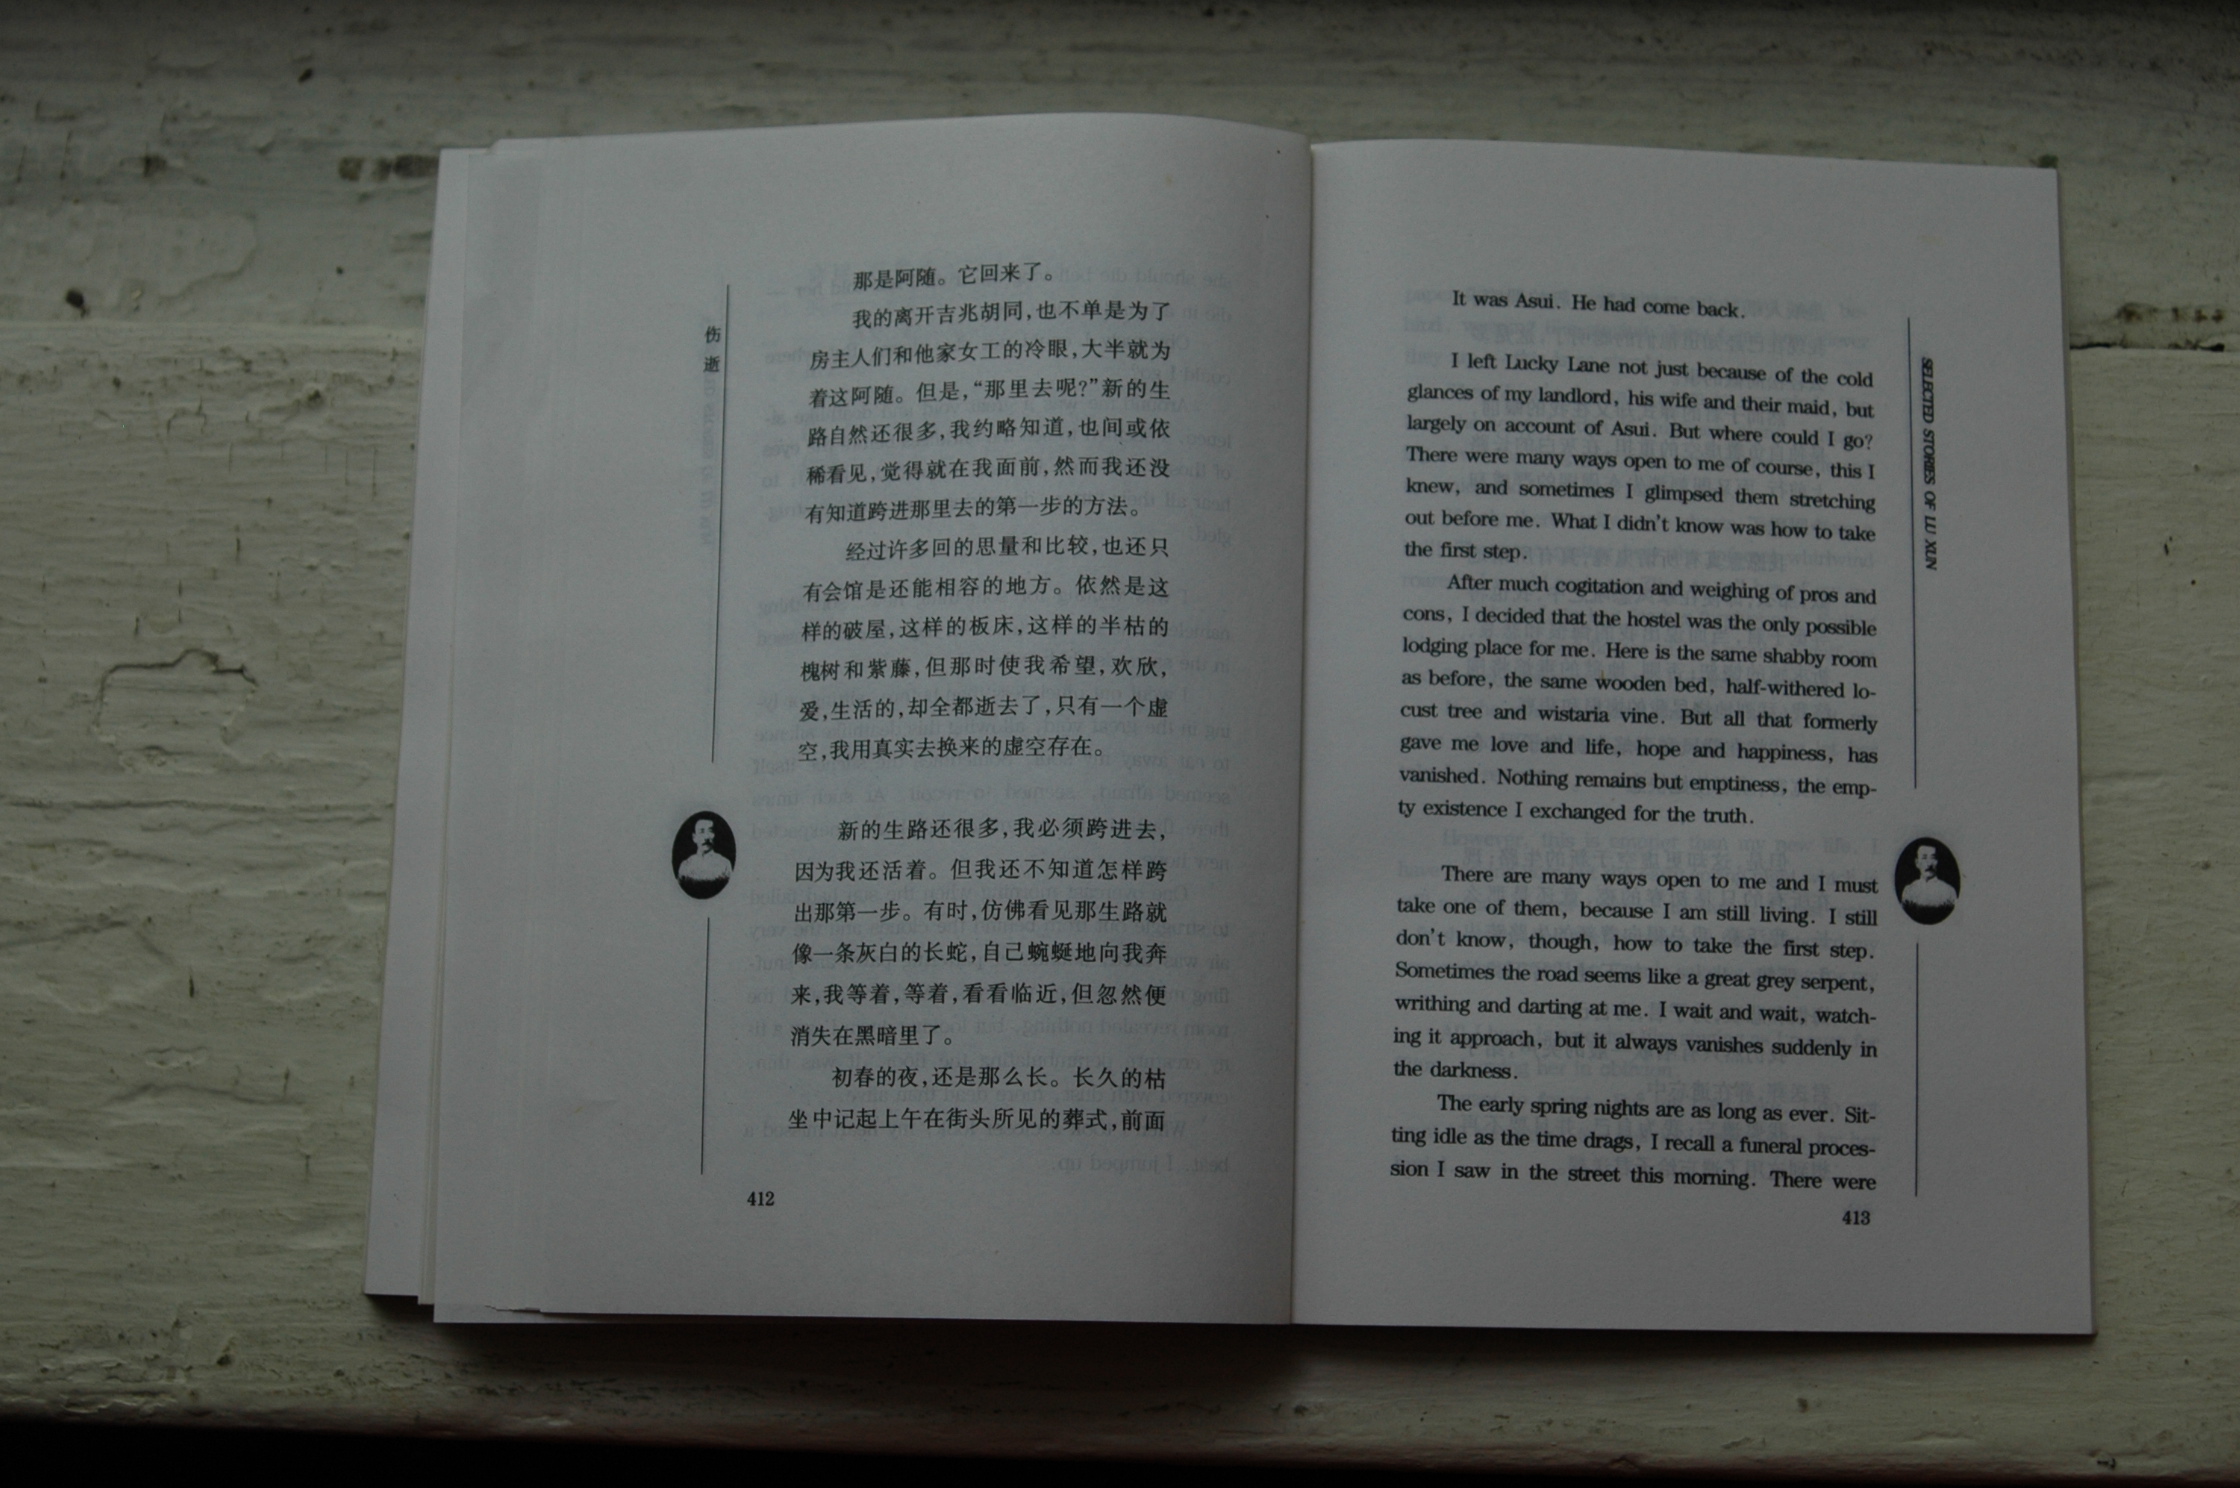 伤
逝
那是阿随。它回来了。
我的离开吉兆胡同,也不单是为了
房主人们和他家女工的冷眼,大半就为
着这阿随。但是,“那里去呢?”新的生
路自然还很多,我约略知道,也间或依
稀看见,觉得就在我面前,然而我还没
有知道跨进那里去的第一步的方法。
经过许多回的思量和比较,也还只
有会馆是还能相容的地方。依然是这
样的破屋,这样的板床,这样的半枯的
槐树和紫藤,但那时使我希望,欢欣,
爱,生活的,却全都逝去了,只有一个虚
空,我用真实去换来的虚空存在。
新的生路还很多,我必须跨进去,
因为我还活着。但我还不知道怎样跨
出那第一步。有时,仿佛看见那生路就
像一条灰白的长蛇,自己蜿蜒地向我奔
来,我等着,等着,看看临近,但忽然便
消失在黑暗里了。
初春的夜,还是那么长。长久的枯
坐中记起上午在街头所见的葬式,前面
412
It was Asui. He had come back.
I left Lucky Lane not just because of the cold
glances of my landlord, his wife and their maid, but
largely on account of Asui. But where could I go?
There were many ways open to me of course, this I
knew, and sometimes I glimpsed them stretching
out before me. What I didn't know was how to take
the first step.
After much cogitation and weighing of pros and
cons, I decided that the hostel was the only possible
lodging place for me. Here is the same shabby room
as before, the same wooden bed, half-withered lo-
cust tree and wistaria vine. But all that formerly
gave me love and life, hope and happiness, has
vanished. Nothing remains but emptiness, the emp-
ty existence I exchanged for the truth.
There are many ways open to me and I must
take one of them, because I am still living. I still
don't know, though, how to take the first step.
Sometimes the road seems like a great grey serpent,
writhing and darting at me. I wait and wait, watch-
ing it approach, but it always vanishes suddenly in
the darkness.
The early spring nights are as long as ever. Sit-
ting idle as the time drags, I recall a funeral proces-
sion I saw in the street this morning. There were
413
SELECTED STORIES OF LU XUN